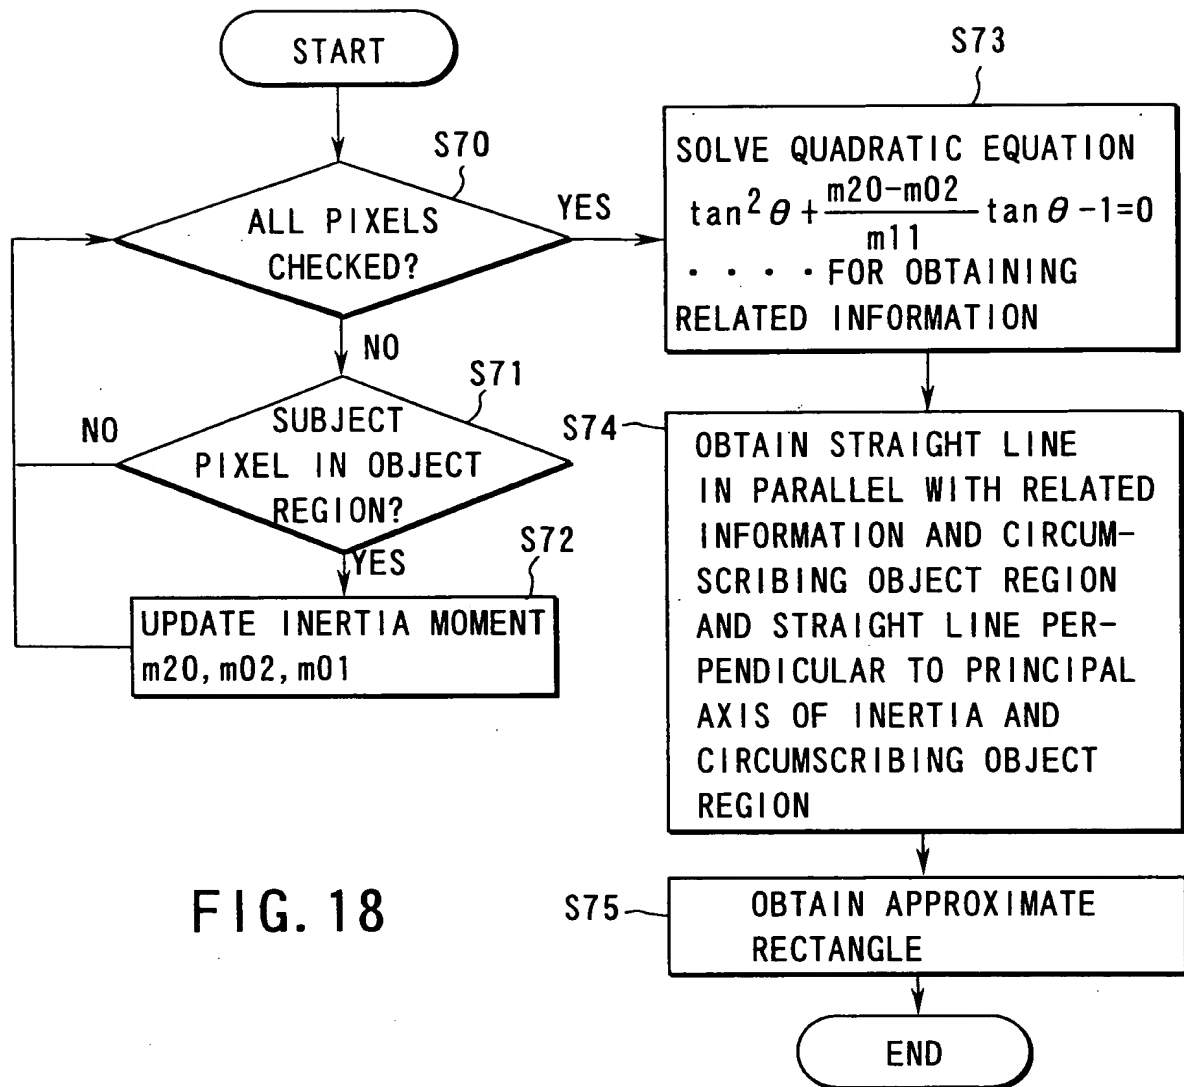 START
S70
ALL PIXELS
CHECKED?
YES
NO
S71
SUBJECT
PIXEL IN OBJECT
REGION?
NO
YES
S72
UPDATE INERTIA MOMENT
m20, m02, m01
S73
SOLVE QUADRATIC EQUATION
tan²θ + (m20-m02)/m11 tanθ -1=0
・・・・FOR OBTAINING
RELATED INFORMATION
S74
OBTAIN STRAIGHT LINE
IN PARALLEL WITH RELATED
INFORMATION AND CIRCUM-
SCRIBING OBJECT REGION
AND STRAIGHT LINE PER-
PENDICULAR TO PRINCIPAL
AXIS OF INERTIA AND
CIRCUMSCRIBING OBJECT
REGION
S75
OBTAIN APPROXIMATE
RECTANGLE
END
FIG. 18